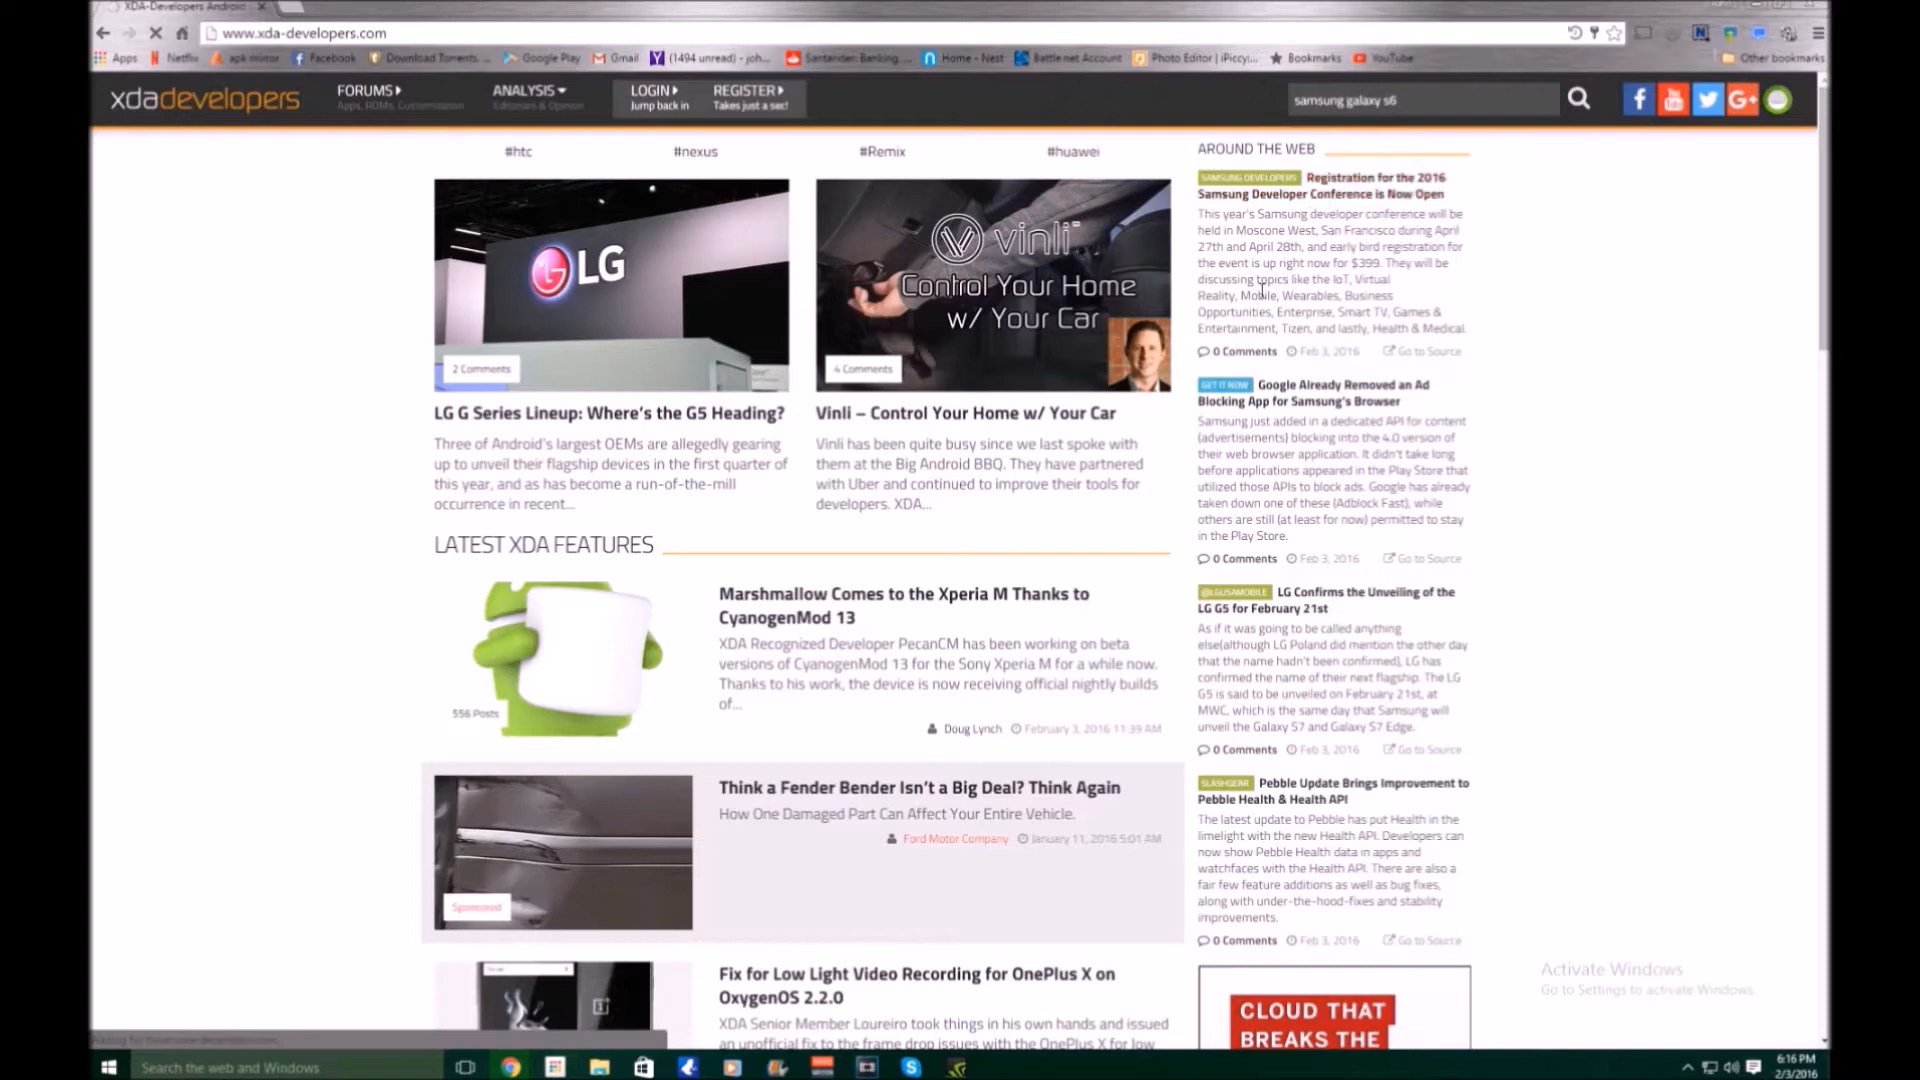 XDA-Developers Android
www.xda-developers.com
Apps
Netflix
apk mirror
Facebook
Download Torrents ...
Google Play
Gmail
(1494 unread) - joh...
Santander: Banking, ...
Home - Nest
Battle.net Account
Photo Editor | iPiccy...
Bookmarks
YouTube
Other bookmarks
xdadevelopers
FORUMS
Apps, ROMs, Customization
ANALYSIS
Editorials & Opinion
LOGIN
Jump back in
REGISTER
Takes just a sec!
samsung galaxy s6
#htc
#nexus
#Remix
#huawei
LG
2 Comments
LG G Series Lineup: Where's the G5 Heading?
Three of Android's largest OEMs are allegedly gearing
up to unveil their flagship devices in the first quarter of
this year, and as has become a run-of-the-mill
occurrence in recent...
vinli
Control Your Home
w/ Your Car
4 Comments
Vinli – Control Your Home w/ Your Car
Vinli has been quite busy since we last spoke with
them at the Big Android BBQ. They have partnered
with Uber and continued to improve their tools for
developers. XDA...
LATEST XDA FEATURES
556 Posts
Marshmallow Comes to the Xperia M Thanks to
CyanogenMod 13
XDA Recognized Developer PecanCM has been working on beta
versions of CyanogenMod 13 for the Sony Xperia M for a while now.
Thanks to his work, the device is now receiving official nightly builds
of...
Doug Lynch
February 3, 2016 11:39 AM
Sponsored
Think a Fender Bender Isn't a Big Deal? Think Again
How One Damaged Part Can Affect Your Entire Vehicle.
Ford Motor Company
January 11, 2016 5:01 AM
Fix for Low Light Video Recording for OnePlus X on
OxygenOS 2.2.0
XDA Senior Member Loureiro took things in his own hands and issued
an unofficial fix to the frame drop issues with the OnePlus X for low
AROUND THE WEB
SAMSUNG DEVELOPERS Registration for the 2016
Samsung Developer Conference is Now Open
This year's Samsung developer conference will be
held in Moscone West, San Francisco during April
27th and April 28th, and early bird registration for
the event is up right now for $399. They will be
discussing topics like the IoT, Virtual
Reality, Mobile, Wearables, Business
Opportunities, Enterprise, Smart TV, Games &
Entertainment, Tizen, and lastly, Health & Medical.
0 Comments Feb 3, 2016 Go to Source
GET IT NOW Google Already Removed an Ad
Blocking App for Samsung's Browser
Samsung just added in a dedicated API for content
(advertisements) blocking into the 4.0 version of
their web browser application. It didn't take long
before applications appeared in the Play Store that
utilized those APIs to block ads. Google has already
taken down one of these (Adblock Fast), while
others are still (at least for now) permitted to stay
in the Play Store.
0 Comments Feb 3, 2016 Go to Source
@LGUSAMOBILE LG Confirms the Unveiling of the
LG G5 for February 21st
As if it was going to be called anything
else(although LG Poland did mention the other day
that the name hadn't been confirmed), LG has
confirmed the name of their next flagship. The LG
G5 is said to be unveiled on February 21st, at
MWC, which is the same day that Samsung will
unveil the Galaxy S7 and Galaxy S7 Edge.
0 Comments Feb 3, 2016 Go to Source
SLASHGEAR Pebble Update Brings Improvement to
Pebble Health & Health API
The latest update to Pebble has put Health in the
limelight with the new Health API. Developers can
now show Pebble Health data in apps and
watchfaces with the Health API. There are also a
fair few feature additions as well as bug fixes,
along with under-the-hood-fixes and stability
improvements.
0 Comments Feb 3, 2016 Go to Source
CLOUD THAT
BREAKS THE
Activate Windows
Go to Settings to activate Windows.
Search the web and Windows
6:16 PM
2/3/2016